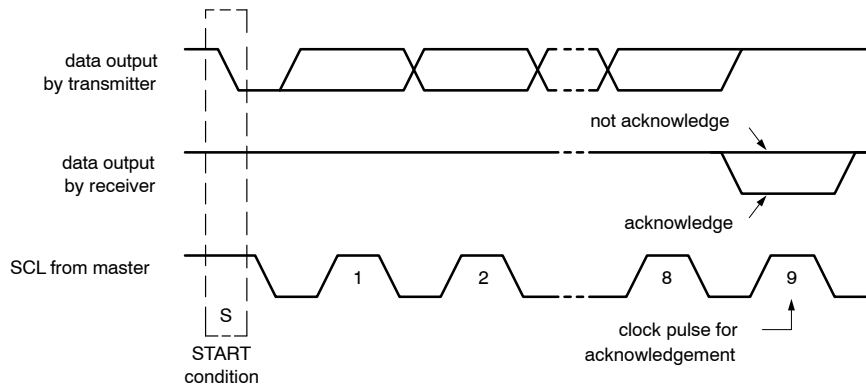 data output
by transmitter
not acknowledge
data output
by receiver
acknowledge
SCL from master
1
2
8
9
S
START
condition
clock pulse for
acknowledgement